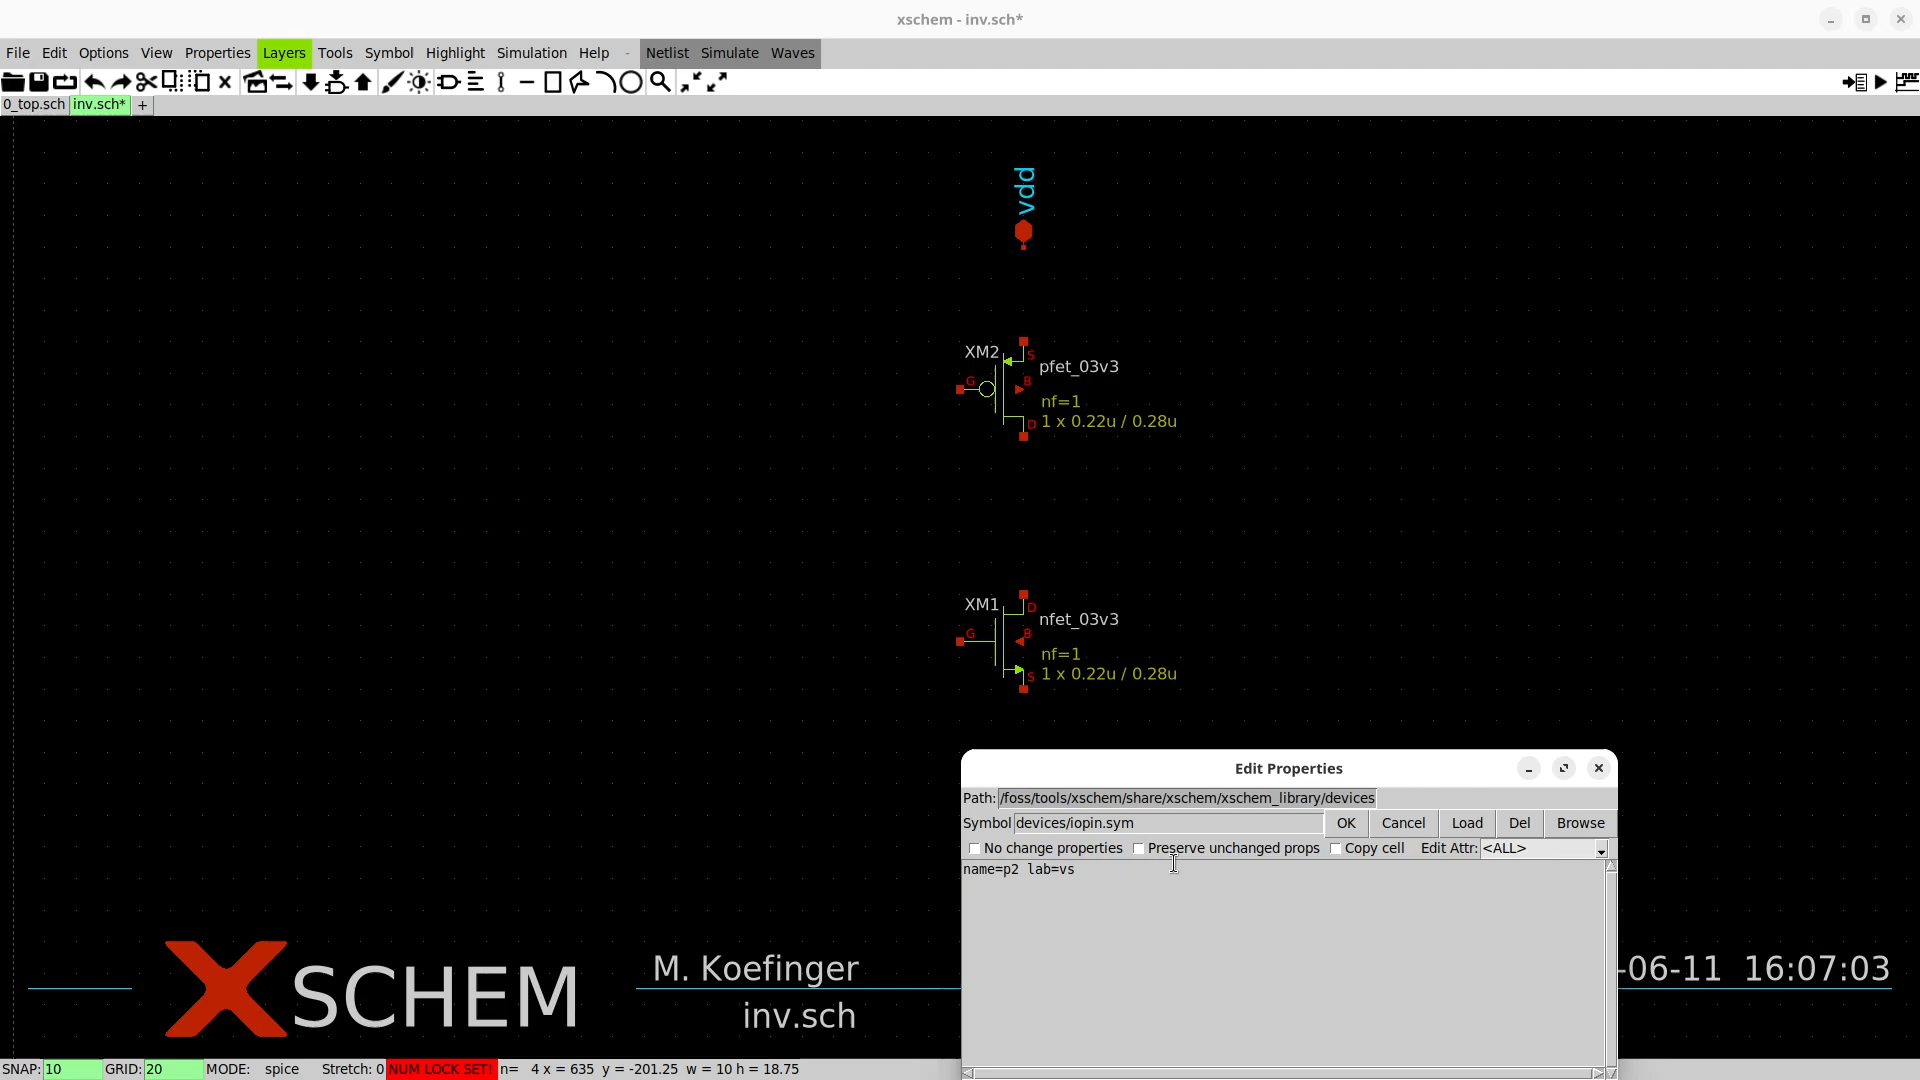 xschem - inv.sch*
File Edit Options View Properties Layers Tools Symbol Highlight Simulation Help - Netlist Simulate Waves
0_top.sch inv.sch* +
vdd
XM2
S
pfet_03v3
G
B
nf=1
D
1 x 0.22u / 0.28u
XM1
D
nfet_03v3
G
B
nf=1
S
1 x 0.22u / 0.28u
Edit Properties
Path: /foss/tools/xschem/share/xschem/xschem_library/devices
Symbol devices/iopin.sym OK Cancel Load Del Browse
No change properties Preserve unchanged props Copy cell Edit Attr: <ALL>
name=p2 lab=vs
XSCHEM
M. Koefinger
-06-11 16:07:03
inv.sch
SNAP: 10 GRID: 20 MODE: spice Stretch: 0 NUM LOCK SET! n= 4 x = 635 y = -201.25 w = 10 h = 18.75